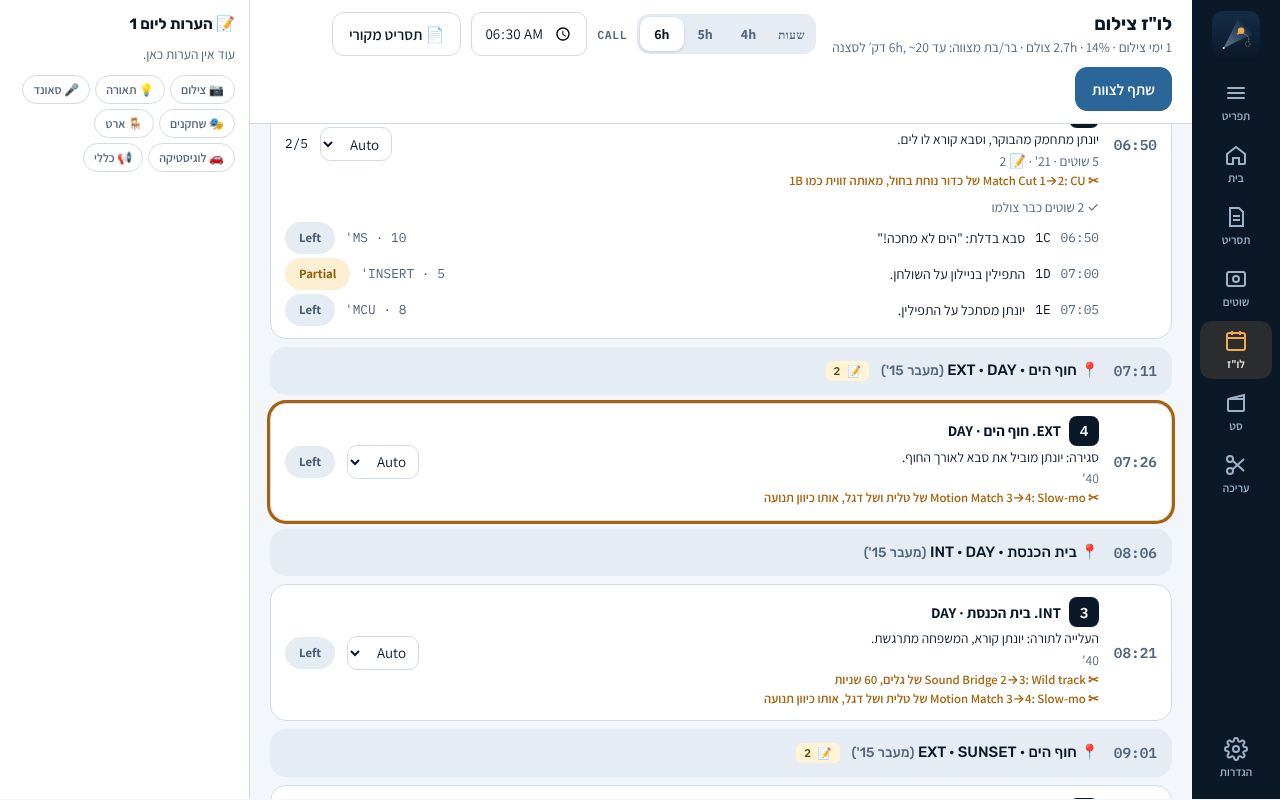 תפריט
בית
תסריט
שוטים
לו"ז
סט
עריכה
הגדרות
לו"ז צילום
1 ימי צילום · 14% · 2.7h צולם · בר/בת מצווה: עד 6h, ~20 דק׳ לסצנה
שעות 4h 5h 6h
CALL 06:30 AM
📄 תסריט מקורי
שתף לצוות
06:50
יונתן מתחמק מהבוקר, וסבא קורא לו לים.
5 שוטים · 21' · 📝 2
✂ Match Cut 1→2: CU של כדור נוחת בחול, מאותה זווית כמו 1B
Auto 2/5
✓ 2 שוטים כבר צולמו
06:50 1C סבא בדלת: "הים לא מחכה!" MS · 10' Left
07:00 1D התפילין בניילון על השולחן. INSERT · 5' Partial
07:05 1E יונתן מסתכל על התפילין. MCU · 8' Left
07:11 📍 חוף הים • EXT • DAY (מעבר 15') 📝 2
07:26
4 EXT. חוף הים · DAY
סגירה: יונתן מוביל את סבא לאורך החוף.
40'
✂ Motion Match 3→4: Slow-mo של טלית ושל דגל, אותו כיוון תנועה
Auto Left
08:06 📍 בית הכנסת • INT • DAY (מעבר 15')
08:21
3 INT. בית הכנסת · DAY
העלייה לתורה: יונתן קורא, המשפחה מתרגשת.
40'
✂ Sound Bridge 2→3: Wild track של גלים, 60 שניות
✂ Motion Match 3→4: Slow-mo של טלית ושל דגל, אותו כיוון תנועה
Auto Left
09:01 📍 חוף הים • EXT • SUNSET (מעבר 15') 📝 2
📝 הערות ליום 1
עוד אין הערות כאן.
📷 צילום 💡 תאורה 🎤 סאונד
🎭 שחקנים 🪑 ארט
🚗 לוגיסטיקה 📢 כללי